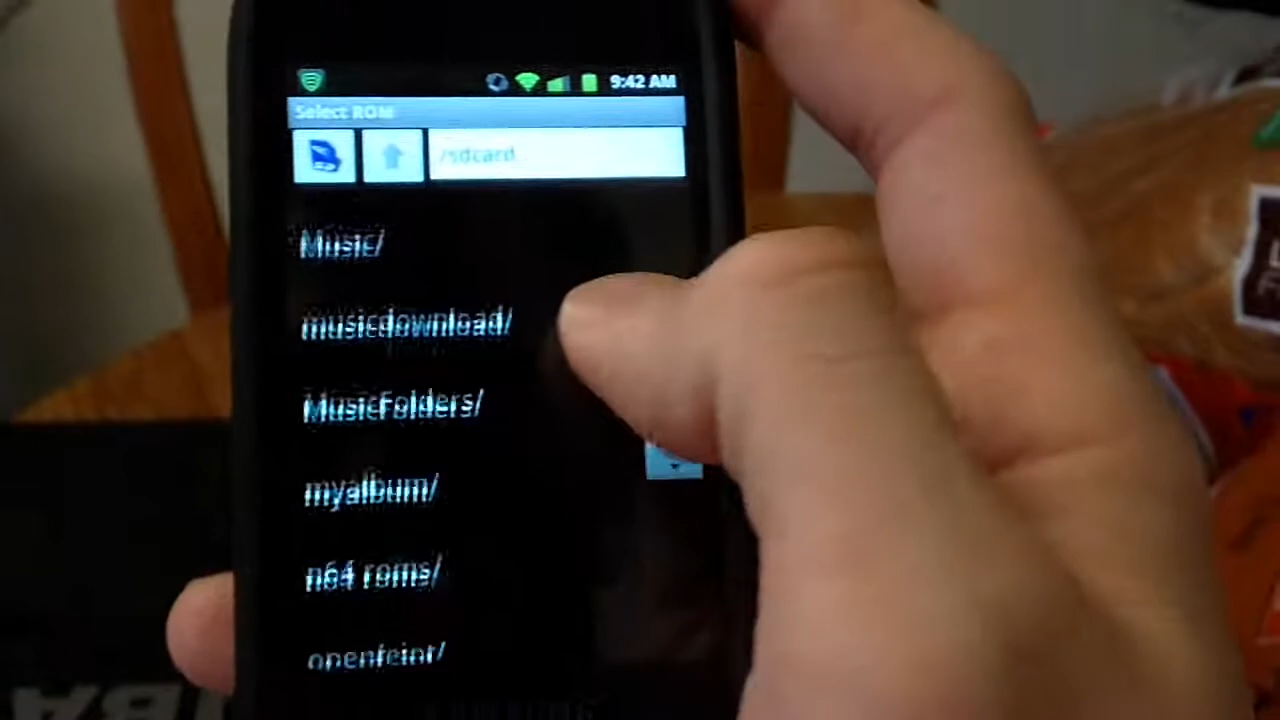 9:42 AM
Select ROM
/sdcard
Music/
musicdownload/
MusicFolders/
myalbum/
n64 roms/
openfeint/